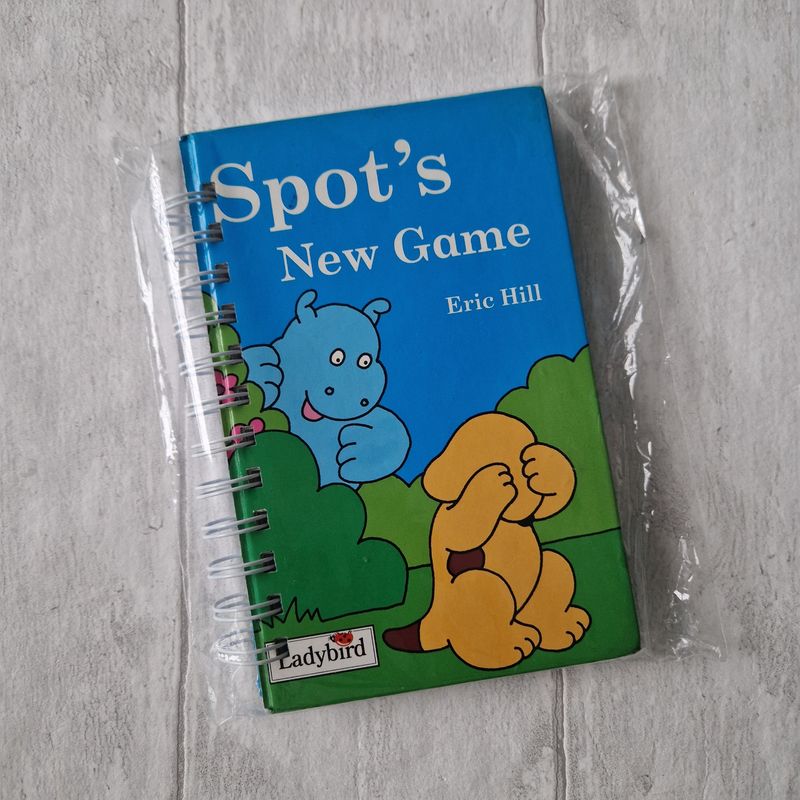 Spot's
New Game
Eric Hill
Ladybird